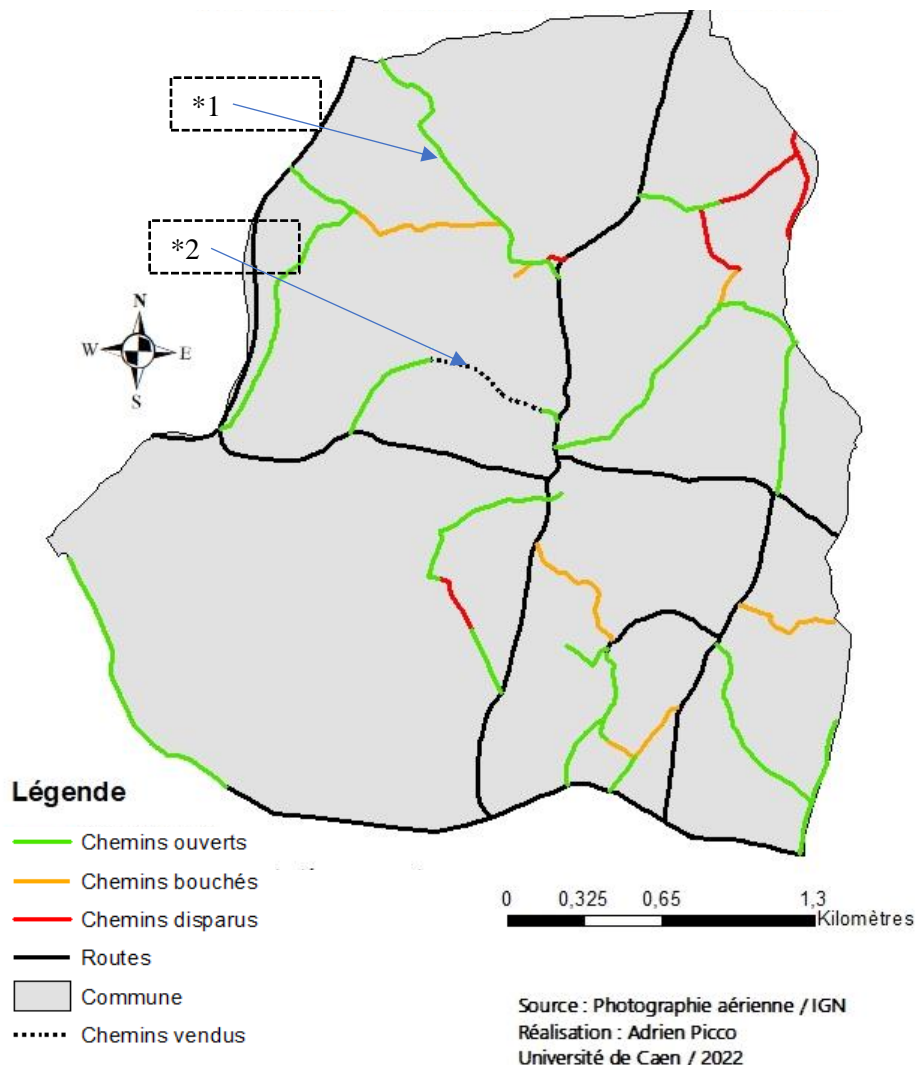 *1
*2
N
W
E
S
Légende
Chemins ouverts
Chemins bouchés
Chemins disparus
Routes
Commune
Chemins vendus
0 0,325 0,65 1,3
Kilomètres
Source : Photographie aérienne / IGN
Réalisation : Adrien Picco
Université de Caen / 2022